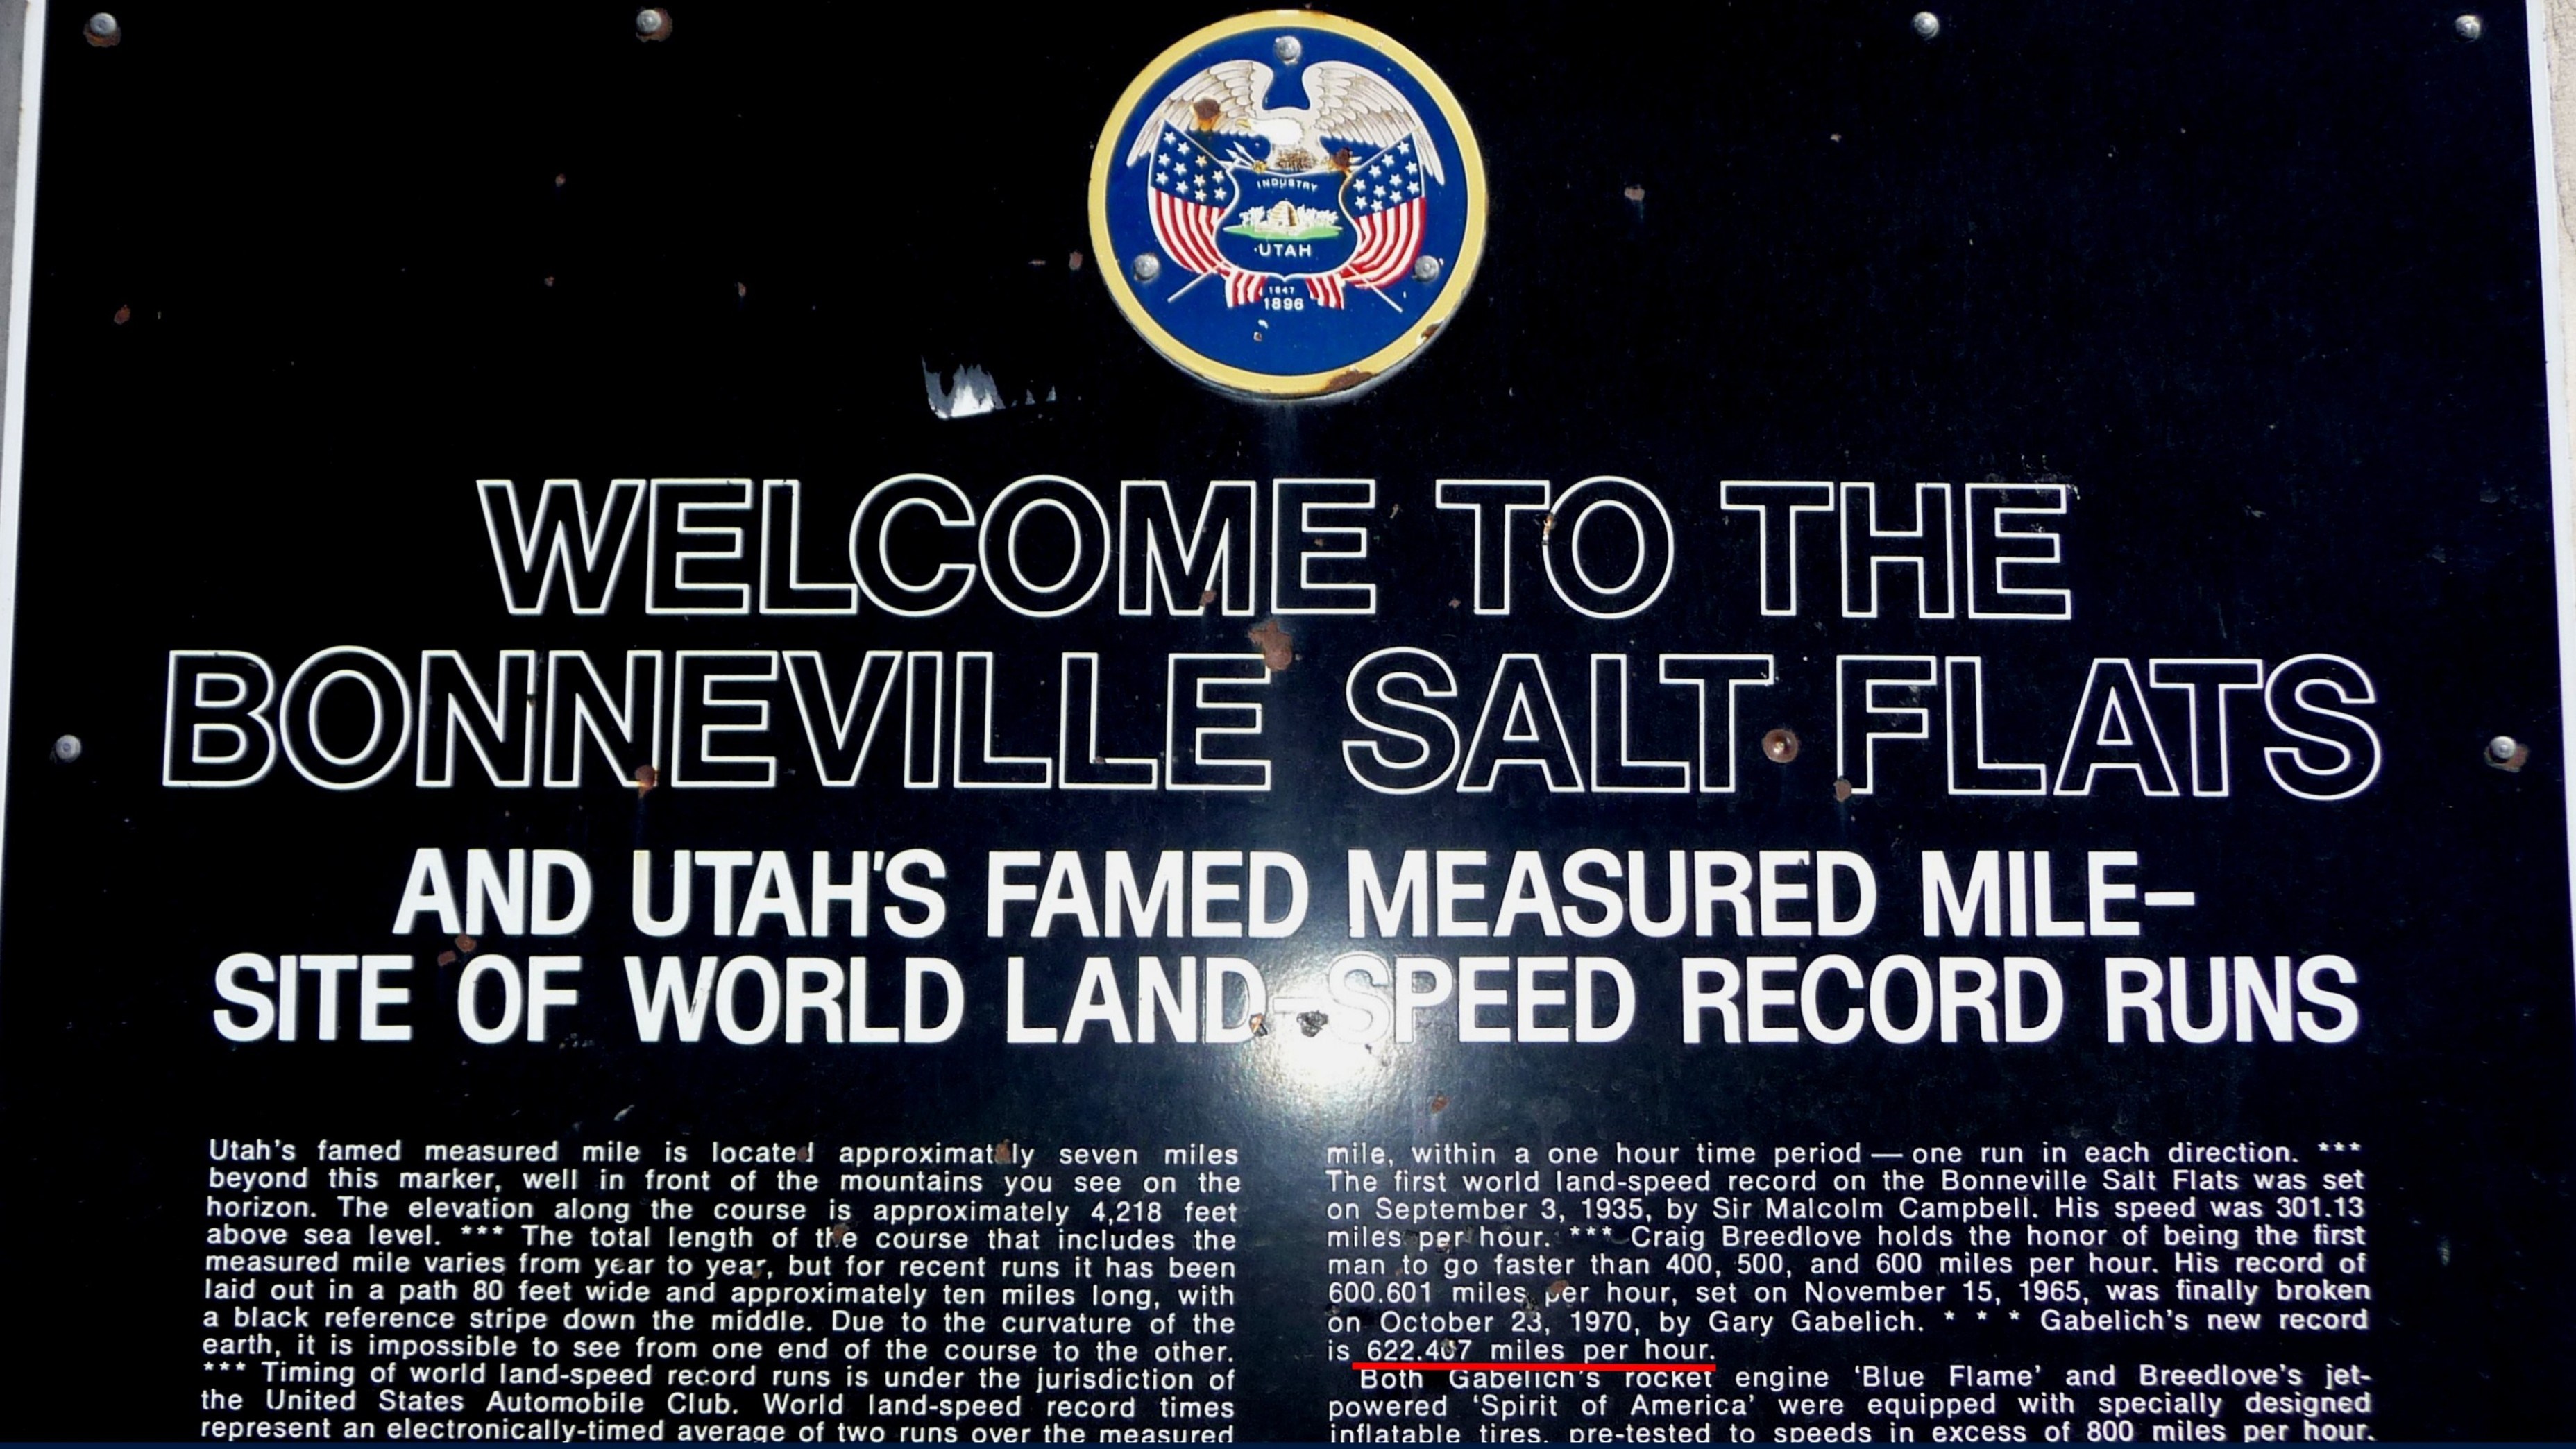 INDUSTRY
UTAH
1847
1896
WELCOME TO THE
BONNEVILLE SALT FLATS
AND UTAH'S FAMED MEASURED MILE–
SITE OF WORLD LAND-SPEED RECORD RUNS
Utah's famed measured mile is located approximately seven miles
beyond this marker, well in front of the mountains you see on the
horizon. The elevation along the course is approximately 4,218 feet
above sea level. *** The total length of the course that includes the
measured mile varies from year to year, but for recent runs it has been
laid out in a path 80 feet wide and approximately ten miles long, with
a black reference stripe down the middle. Due to the curvature of the
earth, it is impossible to see from one end of the course to the other.
*** Timing of world land-speed record runs is under the jurisdiction of
the United States Automobile Club. World land-speed record times
represent an electronically-timed average of two runs over the measured
mile, within a one hour time period — one run in each direction. ***
The first world land-speed record on the Bonneville Salt Flats was set
on September 3, 1935, by Sir Malcolm Campbell. His speed was 301.13
miles per hour. *** Craig Breedlove holds the honor of being the first
man to go faster than 400, 500, and 600 miles per hour. His record of
600.601 miles per hour, set on November 15, 1965, was finally broken
on October 23, 1970, by Gary Gabelich. * * * Gabelich's new record
is 622.407 miles per hour.
Both Gabelich's rocket engine 'Blue Flame' and Breedlove's jet-
powered 'Spirit of America' were equipped with specially designed
inflatable tires, pre-tested to speeds in excess of 800 miles per hour.